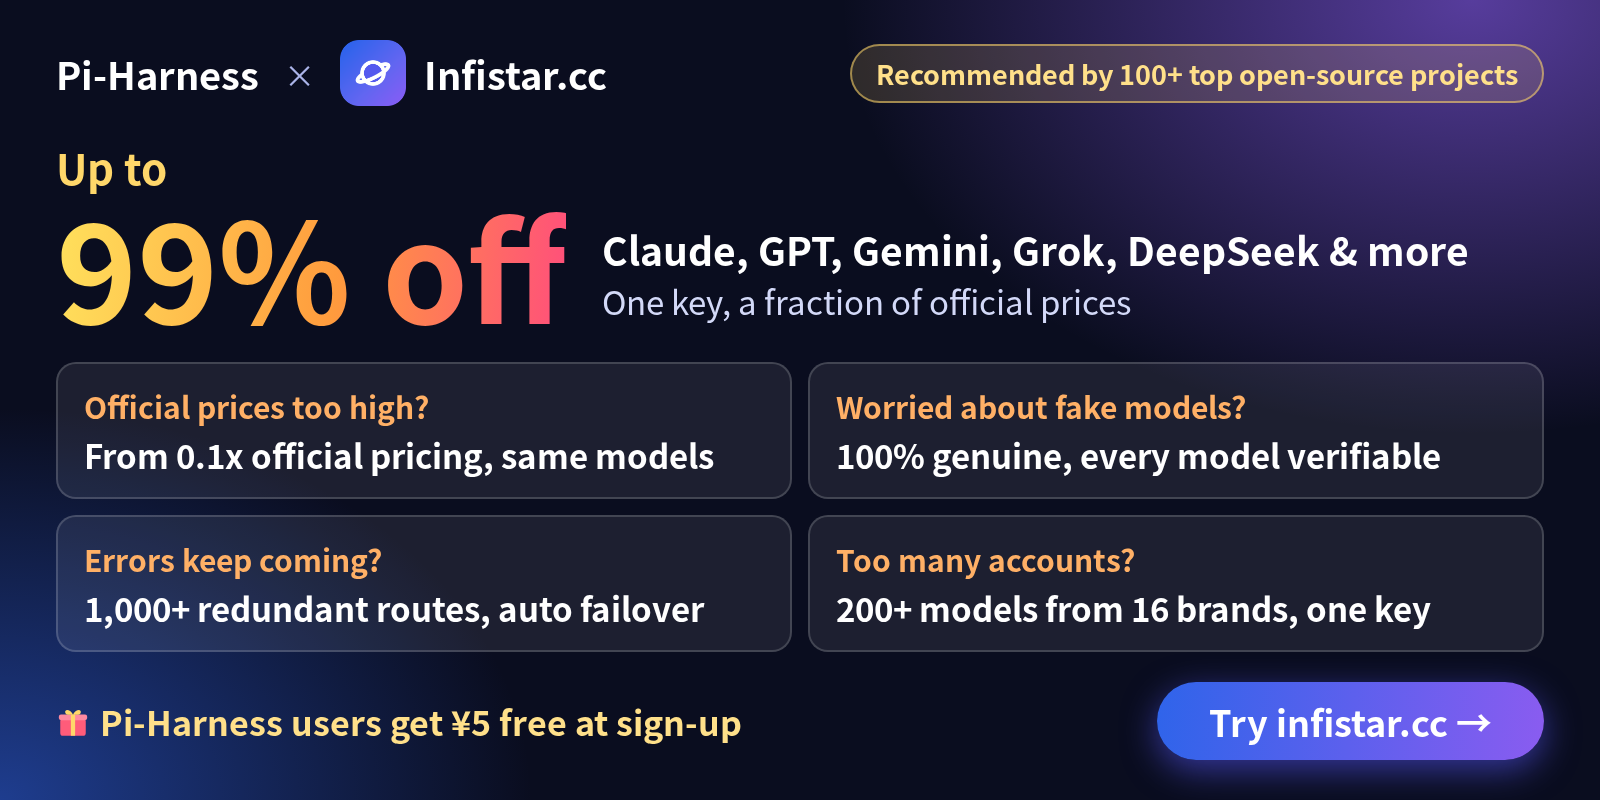 Pi-Harness × Infistar.cc
Recommended by 100+ top open-source projects
Up to
99% off
Claude, GPT, Gemini, Grok, DeepSeek & more
One key, a fraction of official prices
Official prices too high?
From 0.1x official pricing, same models
Worried about fake models?
100% genuine, every model verifiable
Errors keep coming?
1,000+ redundant routes, auto failover
Too many accounts?
200+ models from 16 brands, one key
🎁 Pi-Harness users get ¥5 free at sign-up
Try infistar.cc →